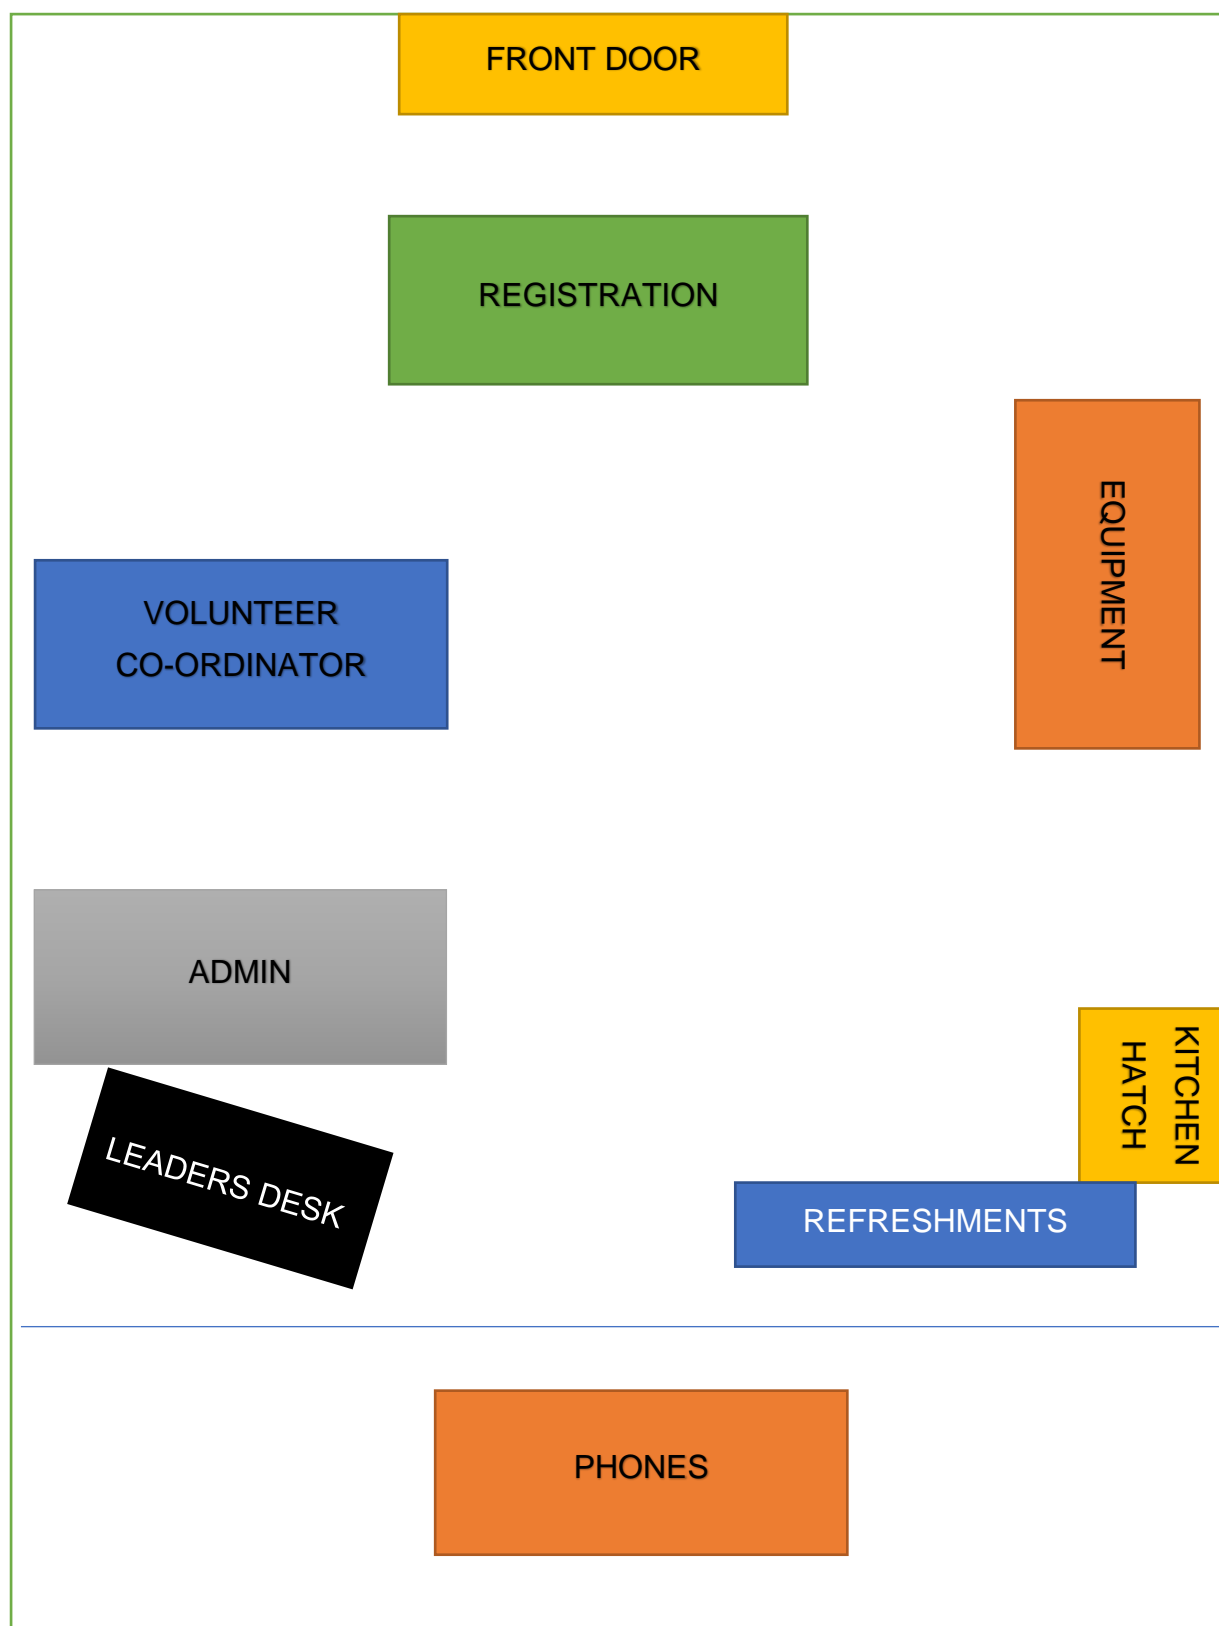 FRONT DOOR
REGISTRATION
EQUIPMENT
VOLUNTEER
CO-ORDINATOR
ADMIN
KITCHEN
HATCH
LEADERS DESK
REFRESHMENTS
PHONES